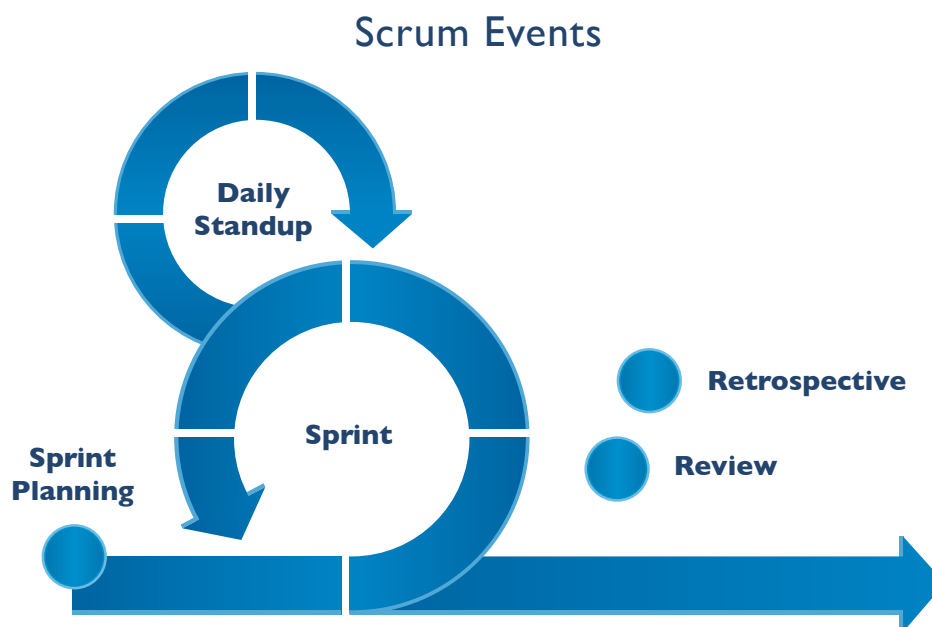 Scrum Events
Daily
Standup
Sprint
Retrospective
Review
Sprint
Planning